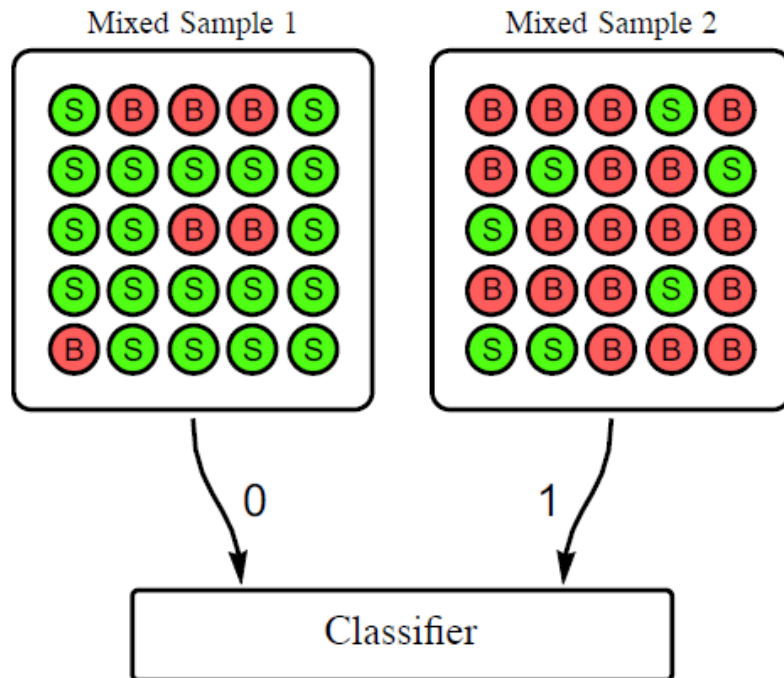 Mixed Sample 1 Mixed Sample 2
S B B B S B B B S B
S S S S S B S B B S
S S B B S S B B B B
S S S S S B B B S B
B S S S S S S B B B
0 1
Classifier